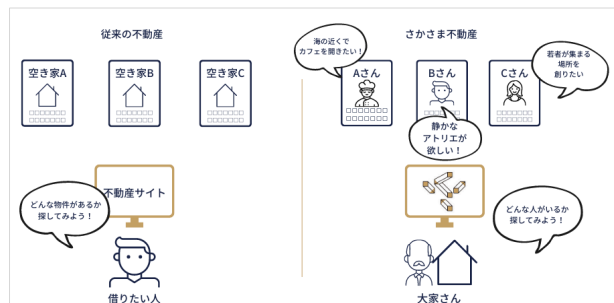 従来の不動産
空き家A
空き家B
空き家C
不動産サイト
どんな物件があるか
探してみよう！
借りたい人
さかさま不動産
海の近くで
カフェを開きたい！
Aさん
Bさん
Cさん
若者が集まる
場所を
創りたい
静かな
アトリエが
欲しい！
どんな人がいるか
探してみよう！
大家さん